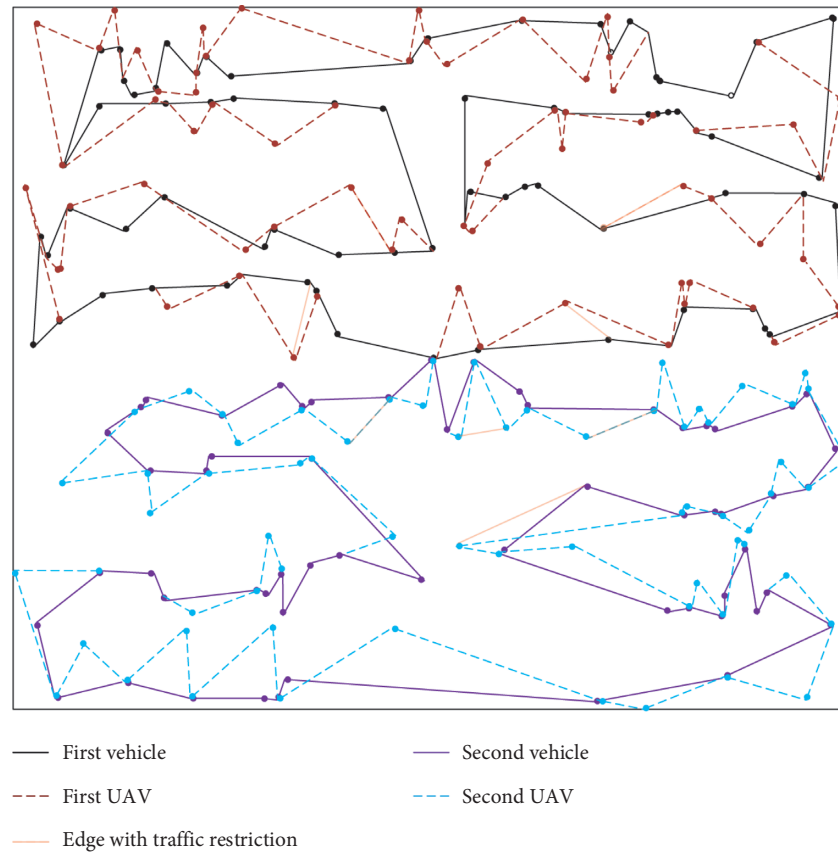 First vehicle
Second vehicle
First UAV
Second UAV
Edge with traffic restriction